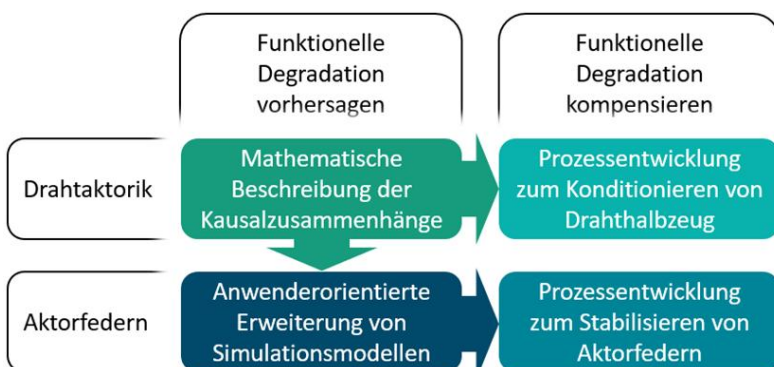 Funktionelle
Degradation
vorhersagen
Funktionelle
Degradation
kompensieren
Drahtaktorik
Mathematische
Beschreibung der
Kausalzusammenhänge
Prozessentwicklung
zum Konditionieren von
Drahthalbzeug
Aktorfedern
Anwenderorientierte
Erweiterung von
Simulationsmodellen
Prozessentwicklung
zum Stabilisieren von
Aktorfedern